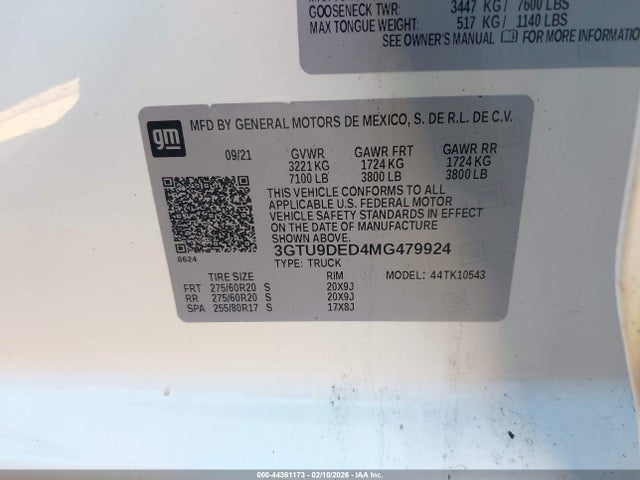 GOOSENECK TWR: 3447 KG / 7600 LBS
MAX TONGUE WEIGHT: 517 KG / 1140 LBS
SEE OWNER'S MANUAL FOR MORE INFORMATION
gm
MFD BY GENERAL MOTORS DE MEXICO, S. DE R.L. DE C.V.
09/21 GVWR GAWR FRT GAWR RR
3221 KG 1724 KG 1724 KG
7100 LB 3800 LB 3800 LB
THIS VEHICLE CONFORMS TO ALL
APPLICABLE U.S. FEDERAL MOTOR
VEHICLE SAFETY STANDARDS IN EFFECT
ON THE DATE OF MANUFACTURE
SHOWN ABOVE.
3GTU9DED4MG479924
8624
TYPE: TRUCK
TIRE SIZE RIM MODEL: 44TK10543
FRT 275/60R20 S 20X9J
RR 275/60R20 S 20X9J
SPA 255/80R17 S 17X8J
000-44361173 - 02/10/2026 - IAA Inc.